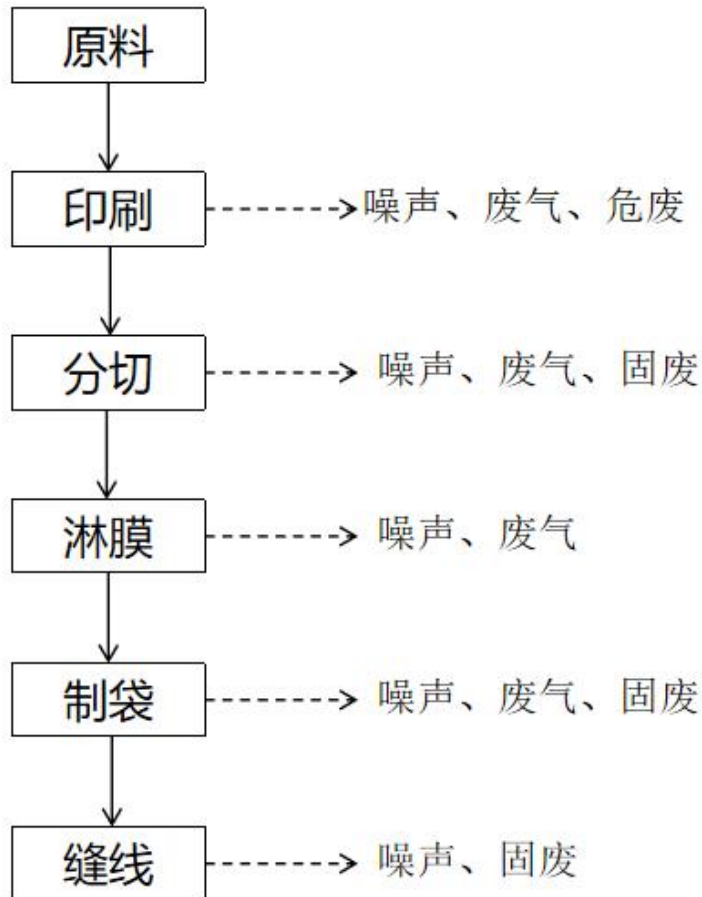 原料
印刷 噪声、废气、危废
分切 噪声、废气、固废
淋膜 噪声、废气
制袋 噪声、废气、固废
缝线 噪声、固废